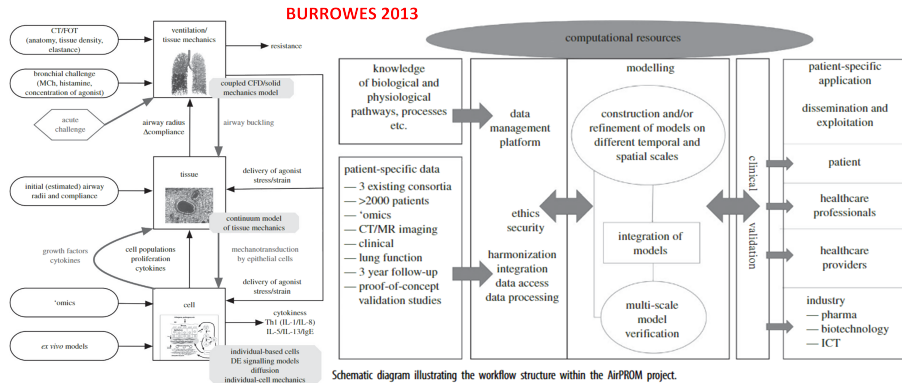 BURROWES 2013
CT/FOT
(anatomy, tissue density,
elastance)
bronchial challenge
(MCh, histamine,
concentration of agonist)
acute
challenge
ventilation/
tissue mechanics
coupled CFD/solid
mechanics model
resistance
airway radius
Δcompliance
airway buckling
delivery of agonist
stress/strain
initial (estimated) airway
radii and compliance
tissue
continuum model
of tissue mechanics
growth factors
cytokines
cell populations
proliferation
cytokines
mechanotransduction
by epithelial cells
delivery of agonist
stress/strain
'omics
ex vivo models
cell
cytokiness
Th1 (IL-1/IL-8)
IL-5/IL-13/IgE
individual-based cells
DE signalling models
diffusion
individual-cell mechanics
computational resources
knowledge
of biological and
physiological
pathways, processes
etc.
patient-specific data
— 3 existing consortia
— >2000 patients
— 'omics
— CT/MR imaging
— clinical
— lung function
— 3 year follow-up
— proof-of-concept
validation studies
data
management
platform
ethics
security
harmonization
integration
data access
data processing
modelling
construction and/or
refinement of models on
different temporal and
spatial scales
integration of
models
multi-scale
model
verification
clinical validation
patient-specific
application
dissemination and
exploitation
patient
healthcare
professionals
healthcare
providers
industry
— pharma
— biotechnology
— ICT
Schematic diagram illustrating the workflow structure within the AirPROM project.